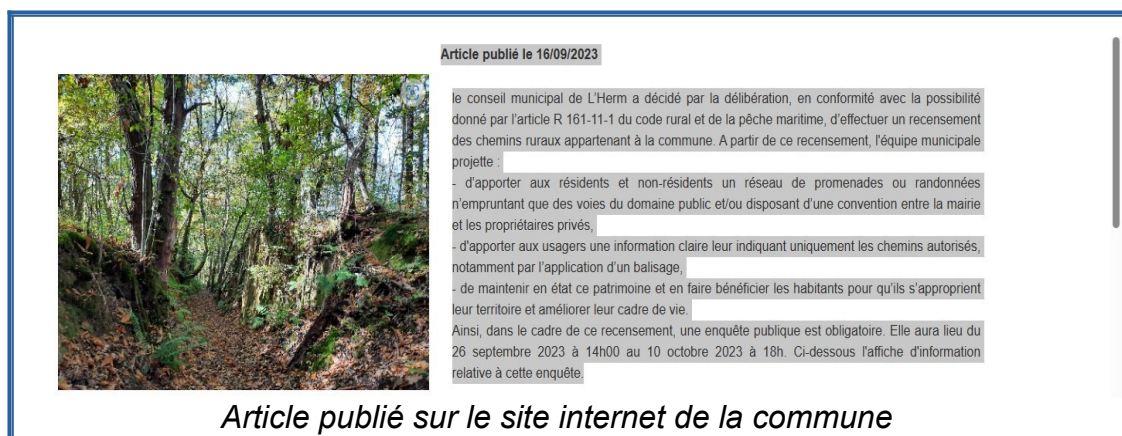 Article publié le 16/09/2023
le conseil municipal de L'Herm a décidé par la délibération, en conformité avec la possibilité
donné par l'article R 161-11-1 du code rural et de la pêche maritime, d'effectuer un recensement
des chemins ruraux appartenant à la commune. A partir de ce recensement, l'équipe municipale
projette :
- d'apporter aux résidents et non-résidents un réseau de promenades ou randonnées
n'empruntant que des voies du domaine public et/ou disposant d'une convention entre la mairie
et les propriétaires privés,
- d'apporter aux usagers une information claire leur indiquant uniquement les chemins autorisés,
notamment par l'application d'un balisage,
- de maintenir en état ce patrimoine et en faire bénéficier les habitants pour qu'ils s'approprient
leur territoire et améliorer leur cadre de vie.
Ainsi, dans le cadre de ce recensement, une enquête publique est obligatoire. Elle aura lieu du
26 septembre 2023 à 14h00 au 10 octobre 2023 à 18h. Ci-dessous l'affiche d'information
relative à cette enquête.
Article publié sur le site internet de la commune